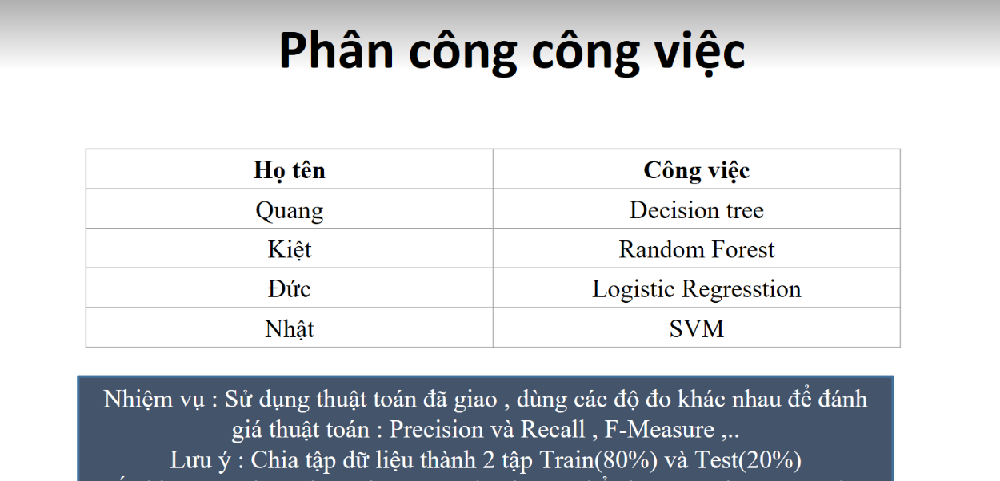 Phân công công việc
Họ tên Công việc
Quang Decision tree
Kiệt Random Forest
Đức Logistic Regresstion
Nhật SVM
Nhiệm vụ : Sử dụng thuật toán đã giao , dùng các độ đo khác nhau để đánh
giá thuật toán : Precision và Recall , F-Measure ,..
Lưu ý : Chia tập dữ liệu thành 2 tập Train(80%) và Test(20%)